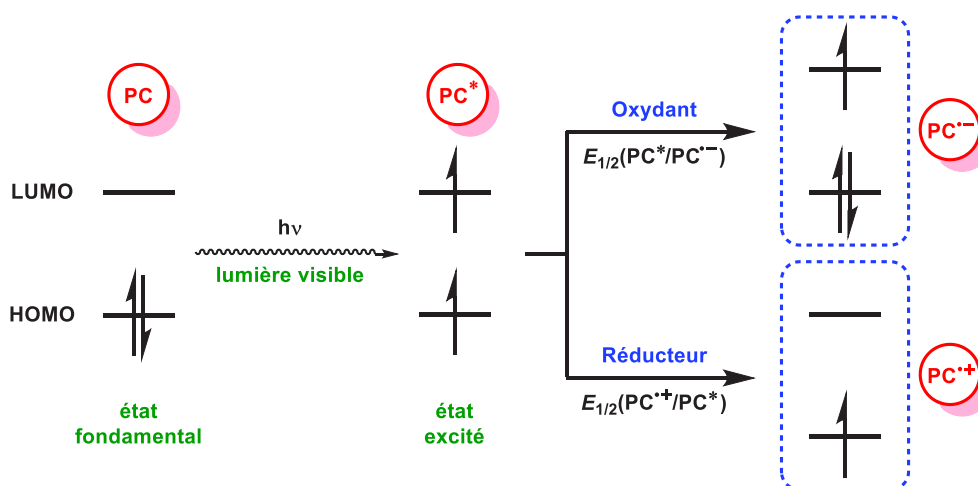 PC
PC*
Oxydant
E1/2(PC*/PC•−)
PC•−
LUMO
hν
lumière visible
HOMO
Réducteur
E1/2(PC•+/PC*)
PC•+
état
fondamental
état
excité